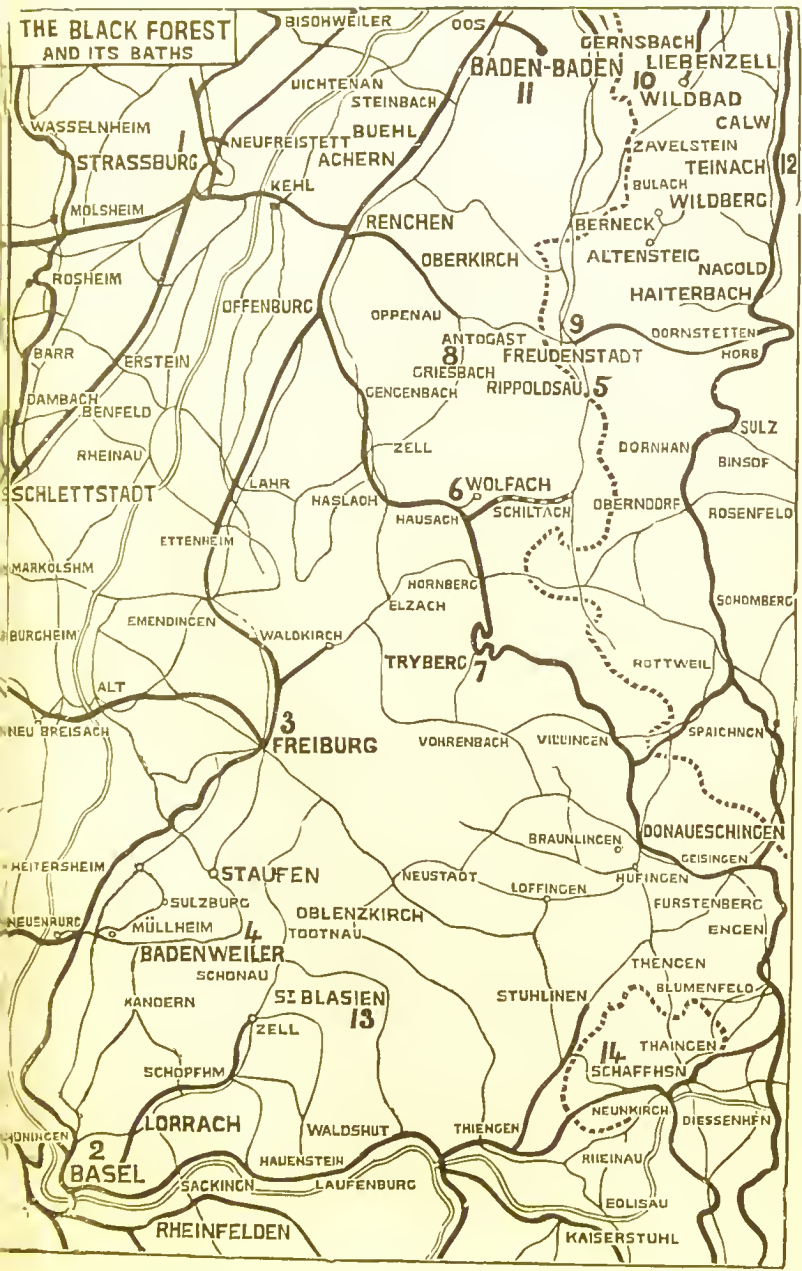 THE BLACK FOREST
AND ITS BATHS
BISCHWEILER
OOS
GERNSBACH
BADEN-BADEN
11
10
LIEBENZELL
WILDBAD
UICHTENAN
STEINBACH
CALW
WASSELNHEIM
1
STRASSBURG
NEUFREISTETT
BUEHL
ACHERN
ZAVELSTEIN
TEINACH
12
KEHL
BULACH
WILDBERG
MOLSHEIM
RENCHEN
BERNECK
OBERKIRCH
ALTENSTEIG
NAGOLD
ROSHEIM
HAITERBACH
OFFENBURG
OPPENAU
9
DORNSTETTEN
ANTOGAST
8
FREUDENSTADT
HORB
BARR
ERSTEIN
GRIESBACH
GENGENBACH
RIPPOLDSAU
5
DAMBACH
BENFELD
SULZ
RHEINAU
ZELL
DORNHAN
BINSOF
SCHLETTSTADT
LAHR
HASLACH
6
WOLFACH
SCHILTACH
OBERNDORF
ROSENFELD
HAUSACH
ETTENHEIM
MARKOLSHM
HORNBERG
ELZACH
SCHOMBERG
EMENDINGEN
BURGHEIM
WALDKIRCH
TRYBERG
7
ROTTWEIL
ALT
NEU BREISACH
3
FREIBURG
VOHRENBACH
VILLINGEN
SPAICHNGN
BRAUNLINGEN
DONAUESCHINGEN
GEISINGEN
HEITERSHEIM
STAUFEN
NEUSTADT
HUFINGEN
LOFFINGEN
SULZBURG
OBLENZKIRCH
FURSTENBERG
NEUENBURG
MÜLLHEIM
4
TODTNAU
ENGEN
BADENWEILER
SCHONAU
THENGEN
KANDERN
ST BLASIEN
13
STUHLINEN
BLUMENFELD
ZELL
14
THAINGEN
SCHOPFHM
SCHAFFHSN
LORRACH
WALDSHUT
THIENGEN
NEUNKIRCH
DIESSENHFN
2
BASEL
HAUENSTEIN
RHEINAU
SACKINGN
LAUFENBURG
EGLISAU
RHEINFELDEN
KAISERSTUHL